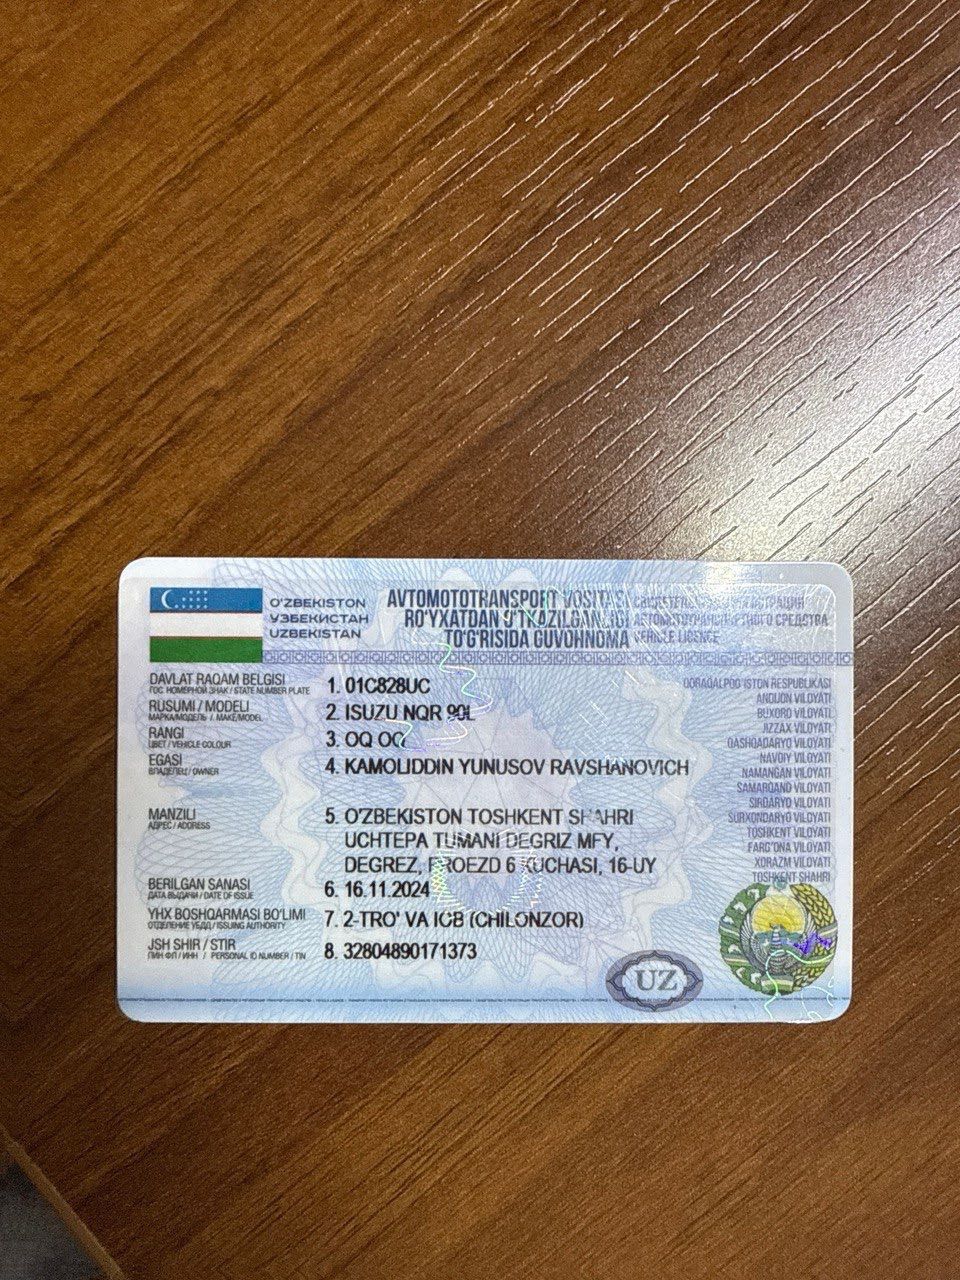 O'ZBEKISTON
УЗБЕКИСТАН
UZBEKISTAN
AVTOMOTOTRANSPORT VOSITASI
RO'YXATDAN O'TKAZILGANLIGI
TO'G'RISIDA GUVOHNOMA
СВИДЕТЕЛЬСТВО РЕГИСТРАЦИИ
АВТОМОТОТРАНСПОРТНОГО СРЕДСТВА
VEHICLE LICENCE
DAVLAT RAQAM BELGISI
ГОС. НОМЕРНОЙ ЗНАК / STATE NUMBER PLATE
1. 01C828UC
RUSUMI / MODELI
МАРКА/МОДЕЛЬ / MAKE/MODEL
2. ISUZU NQR 90L
RANGI
ЦВЕТ / VEHICLE COLOUR
3. OQ OQ
EGASI
ВЛАДЕЛЕЦ / OWNER
4. KAMOLIDDIN YUNUSOV RAVSHANOVICH
MANZILI
АДРЕС / ADDRESS
5. O'ZBEKISTON TOSHKENT SHAHRI
UCHTEPA TUMANI DEGRIZ MFY,
DEGREZ, PROEZD 6 KUCHASI, 16-UY
BERILGAN SANASI
ДАТА ВЫДАЧИ / DATE OF ISSUE
6. 16.11.2024
YHX BOSHQARMASI BO'LIMI
ОТДЕЛЕНИЕ УБДД / ISSUING AUTHORITY
7. 2-TRO' VA IOB (CHILONZOR)
JSH SHIR / STIR
ПИН ФЛ / ИНН / PERSONAL ID NUMBER / TIN
8. 32804890171373
QORAQALPOG'ISTON RESPUBLIKASI
ANDIJON VILOYATI
BUXORO VILOYATI
JIZZAX VILOYATI
QASHQADARYO VILOYATI
NAVOIY VILOYATI
NAMANGAN VILOYATI
SAMARQAND VILOYATI
SIRDARYO VILOYATI
SURXONDARYO VILOYATI
TOSHKENT VILOYATI
FARG'ONA VILOYATI
XORAZM VILOYATI
TOSHKENT SHAHRI
UZ